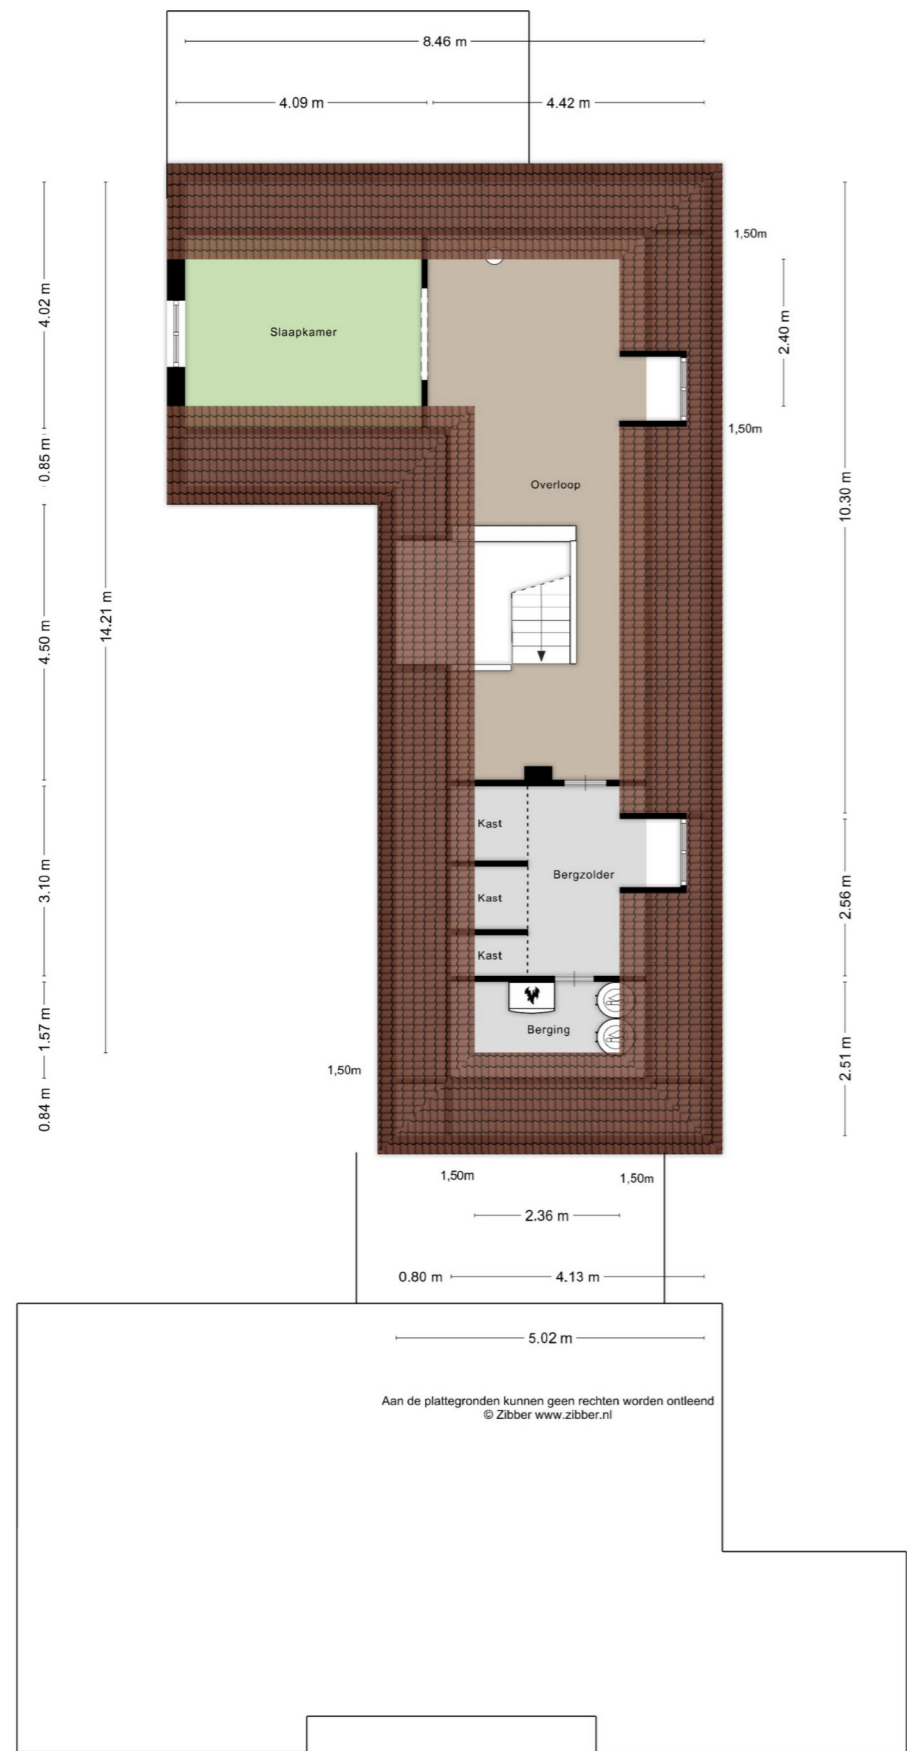 8.46 m
4.09 m
4.42 m
1,50m
4.02 m
2.40 m
Slaapkamer
1,50m
0.85 m
Overloop
10.30 m
14.21 m
4.50 m
Kast
Bergzolder
Kast
3.10 m
2.56 m
Kast
Berging
1.57 m
2.51 m
1,50m
0.84 m
1,50m
1,50m
2.36 m
0.80 m
4.13 m
5.02 m
Aan de plattegronden kunnen geen rechten worden ontleend
© Zibber www.zibber.nl